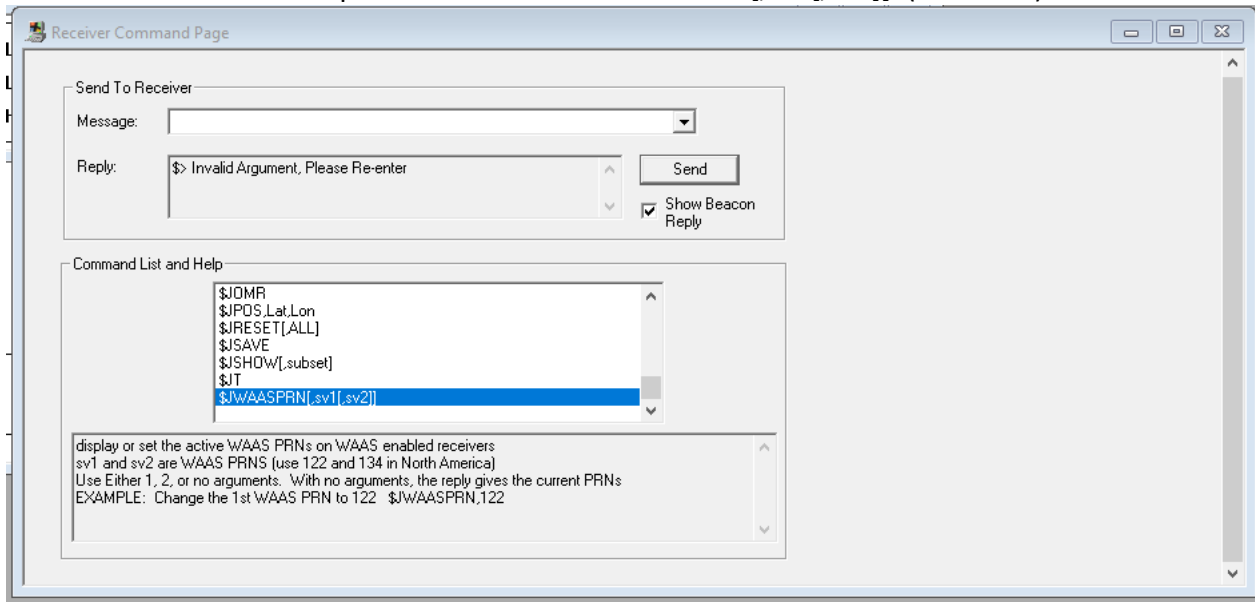 Receiver Command Page
Send To Receiver
Message:
Reply:
$> Invalid Argument, Please Re-enter
Send
Show Beacon
Reply
Command List and Help
$JOMR
$JPOS,Lat,Lon
$JRESET[,ALL]
$JSAVE
$JSHOW[,subset]
$JT
$JWAASPRN[,sv1[,sv2]]
display or set the active WAAS PRNs on WAAS enabled receivers
sv1 and sv2 are WAAS PRNS (use 122 and 134 in North America)
Use Either 1, 2, or no arguments.  With no arguments, the reply gives the current PRNs
EXAMPLE:  Change the 1st WAAS PRN to 122   $JWAASPRN,122